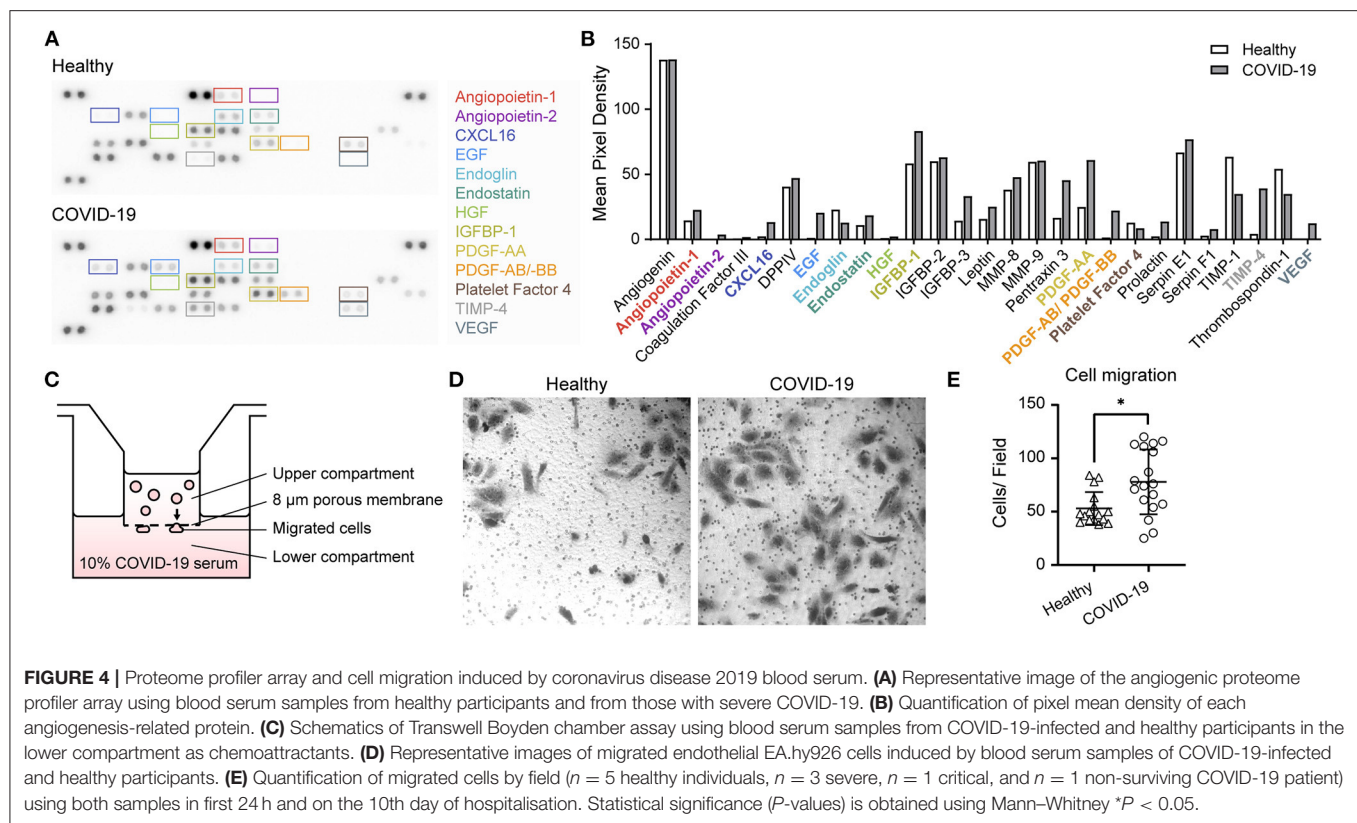 A
Healthy
COVID-19
Angiopoietin-1
Angiopoietin-2
CXCL16
EGF
Endoglin
Endostatin
HGF
IGFBP-1
PDGF-AA
PDGF-AB/-BB
Platelet Factor 4
TIMP-4
VEGF
B
Mean Pixel Density
150
100
50
0
Healthy
COVID-19
Angiogenin
Angiopoietin-1
Angiopoietin-2
Coagulation Factor III
CXCL16
DPPIV
EGF
Endoglin
Endostatin
HGF
IGFBP-1
IGFBP-2
IGFBP-3
Leptin
MMP-8
MMP-9
Pentraxin 3
PDGF-AA
PDGF-AB/ PDGF-BB
Platelet Factor 4
Prolactin
Serpin E1
Serpin F1
TIMP-1
TIMP-4
Thrombospondin-1
VEGF
C
Upper compartment
8 μm porous membrane
Migrated cells
Lower compartment
10% COVID-19 serum
D
Healthy
COVID-19
E
Cell migration
Cells/ Field
150
100
50
0
*
Healthy
COVID-19
FIGURE 4 | Proteome profiler array and cell migration induced by coronavirus disease 2019 blood serum. (A) Representative image of the angiogenic proteome
profiler array using blood serum samples from healthy participants and from those with severe COVID-19. (B) Quantification of pixel mean density of each
angiogenesis-related protein. (C) Schematics of Transwell Boyden chamber assay using blood serum samples from COVID-19-infected and healthy participants in the
lower compartment as chemoattractants. (D) Representative images of migrated endothelial EA.hy926 cells induced by blood serum samples of COVID-19-infected
and healthy participants. (E) Quantification of migrated cells by field (n = 5 healthy individuals, n = 3 severe, n = 1 critical, and n = 1 non-surviving COVID-19 patient)
using both samples in first 24 h and on the 10th day of hospitalisation. Statistical significance (P-values) is obtained using Mann–Whitney *P < 0.05.